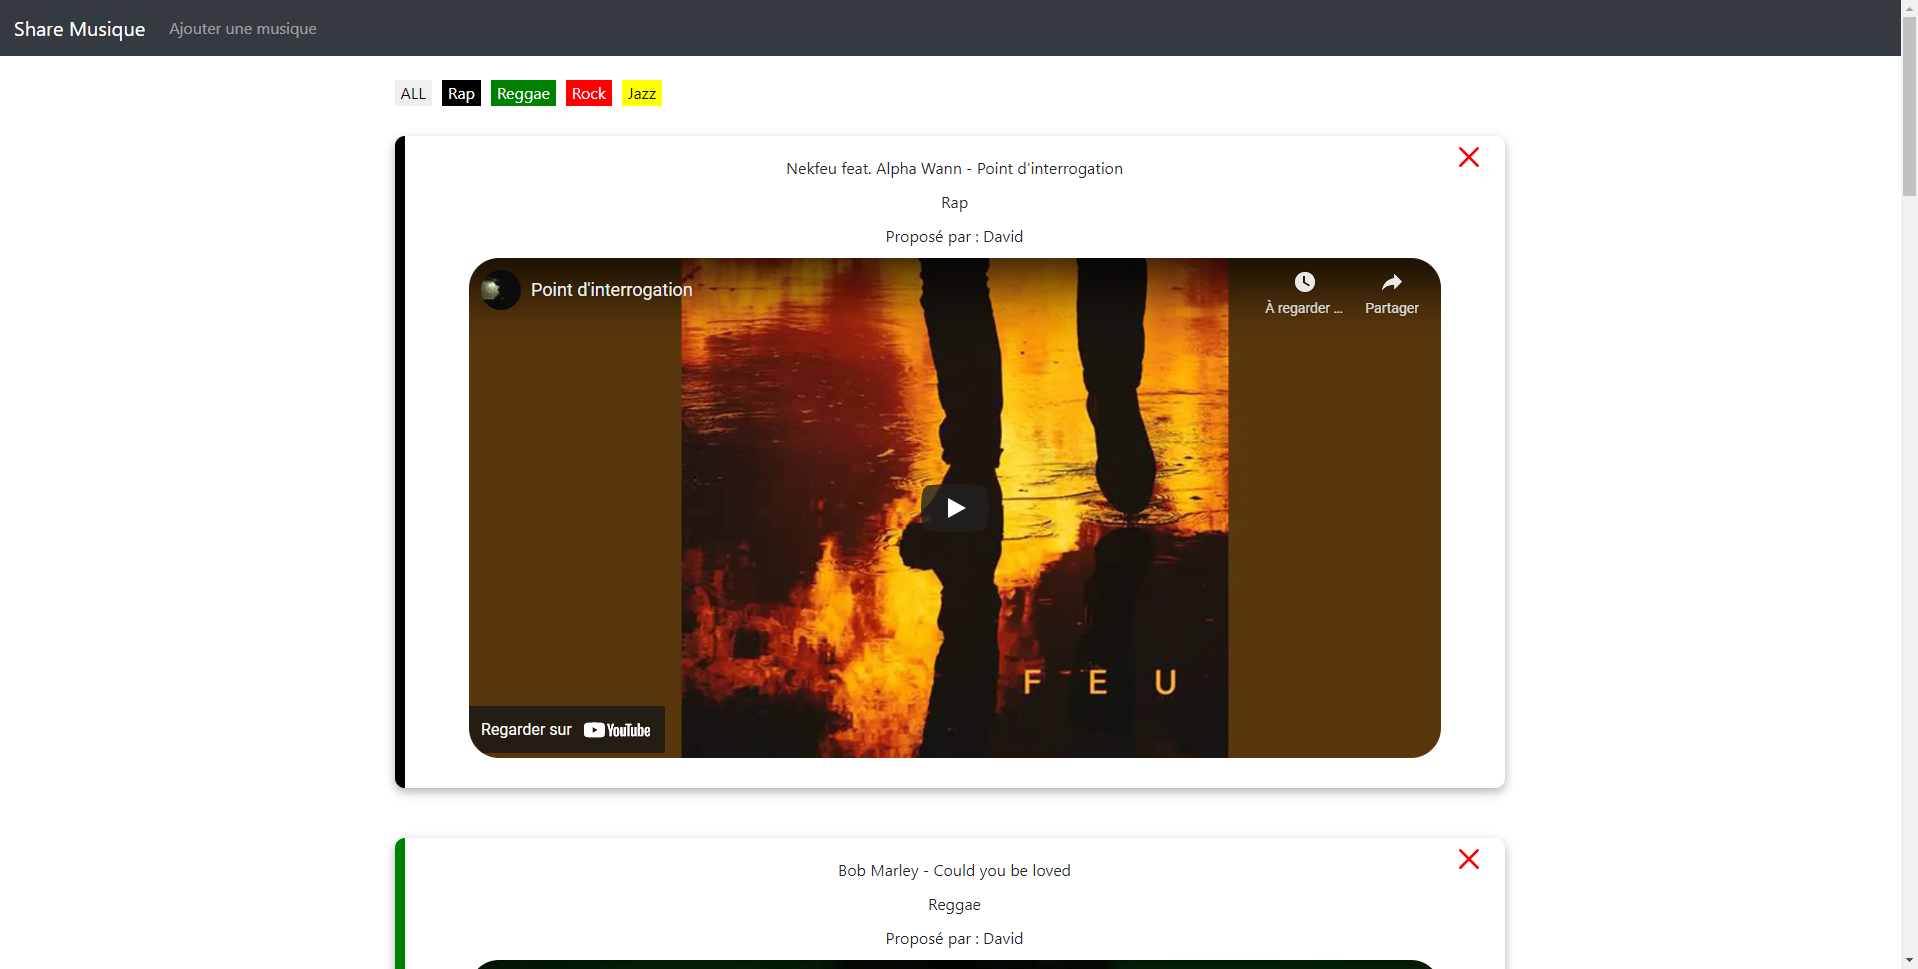 Share Musique Ajouter une musique
ALL Rap Reggae Rock Jazz
Nekfeu feat. Alpha Wann - Point d'interrogation
Rap
Proposé par : David
Point d'interrogation
À regarder ... Partager
F E U
Regarder sur YouTube
Bob Marley - Could you be loved
Reggae
Proposé par : David